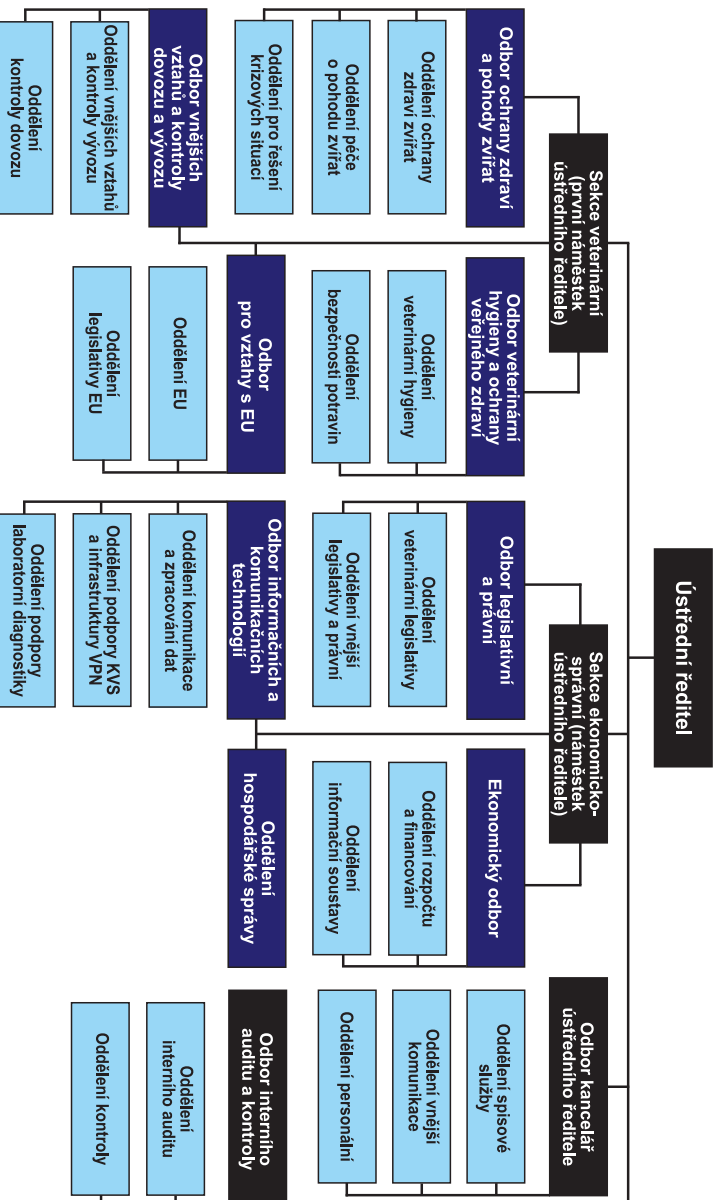 Ústřední ředitel
Sekce veterinární
(první náměstek
ústředního ředitele)
Odbor ochrany zdraví
a pohody zvířat
Oddělení ochrany
zdraví zvířat
Oddělení péče
o pohodu zvířat
Oddělení pro řešení
krizových situací
Odbor veterinární
hygieny a ochrany
veřejného zdraví
Oddělení
veterinární hygieny
Oddělení
bezpečnosti potravin
Odbor vnějších
vztahů a kontroly
dovozu a vývozu
Oddělení vnějších vztahů
a kontroly vývozu
Oddělení
kontroly dovozu
Odbor
pro vztahy s EU
Oddělení EU
Oddělení
legislativy EU
Sekce ekonomicko-
správní (náměstek
ústředního ředitele)
Odbor legislativní
a právní
Oddělení
veterinární legislativy
Oddělení vnější
legislativy a právní
Ekonomický odbor
Oddělení rozpočtu
a financování
Oddělení
informační soustavy
Odbor informačních a
komunikačních
technologií
Oddělení komunikace
a zpracování dat
Oddělení podpory KVS
a infrastruktury VPN
Oddělení podpory
laboratorní diagnostiky
Oddělení
hospodářské správy
Odbor kancelář
ústředního ředitele
Oddělení spisové
služby
Oddělení vnější
komunikace
Oddělení personální
Odbor interního
auditu a kontroly
Oddělení
interního auditu
Oddělení kontroly